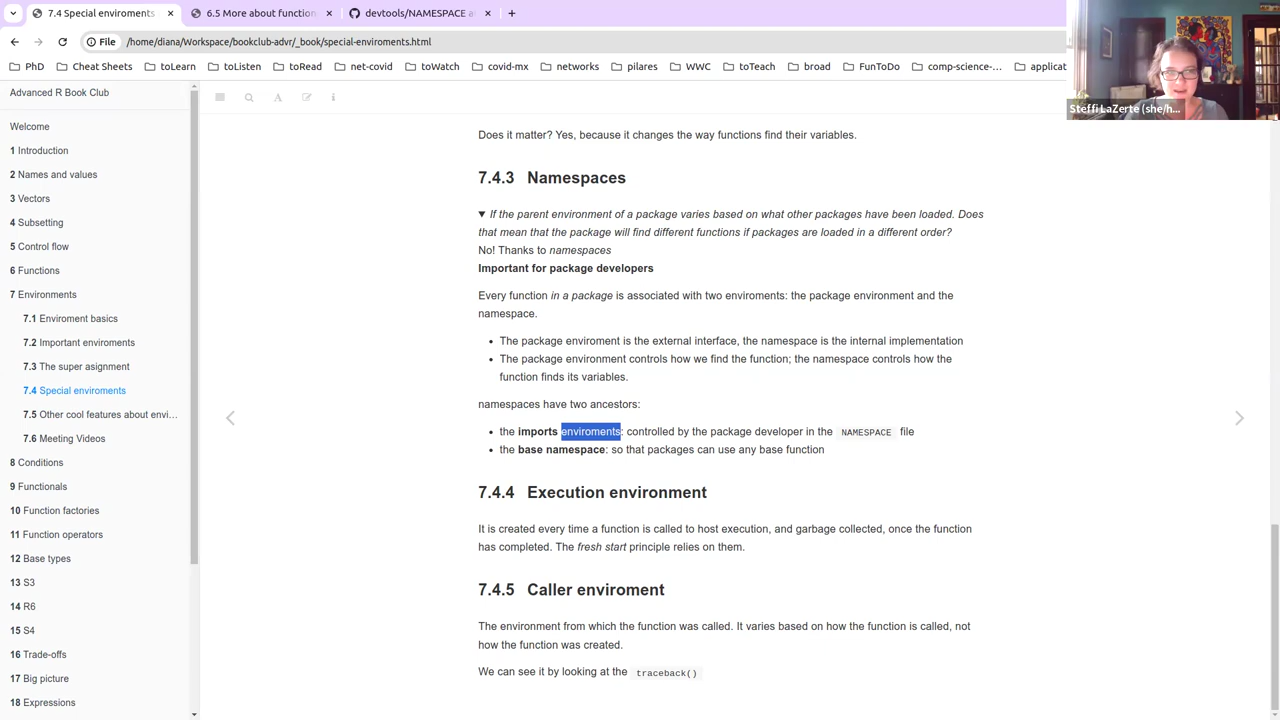 7.4 Special enviroments
6.5 More about function
devtools/NAMESPACE a
File
/home/diana/Workspace/bookclub-advr/_book/special-enviroments.html
PhD
Cheat Sheets
toLearn
toListen
toRead
net-covid
toWatch
covid-mx
networks
pilares
WWC
toTeach
broad
FunToDo
comp-science-...
applicat
Steffi LaZerte (she/h...
Advanced R Book Club
Welcome
1 Introduction
2 Names and values
3 Vectors
4 Subsetting
5 Control flow
6 Functions
7 Environments
7.1 Enviroment basics
7.2 Important enviroments
7.3 The super asignment
7.4 Special enviroments
7.5 Other cool features about envi...
7.6 Meeting Videos
8 Conditions
9 Functionals
10 Function factories
11 Function operators
12 Base types
13 S3
14 R6
15 S4
16 Trade-offs
17 Big picture
18 Expressions
Does it matter? Yes, because it changes the way functions find their variables.
7.4.3 Namespaces
If the parent environment of a package varies based on what other packages have been loaded. Does
that mean that the package will find different functions if packages are loaded in a different order?
No! Thanks to namespaces
Important for package developers
Every function in a package is associated with two enviroments: the package environment and the
namespace.
The package enviroment is the external interface, the namespace is the internal implementation
The package environment controls how we find the function; the namespace controls how the
function finds its variables.
namespaces have two ancestors:
the imports enviroments: controlled by the package developer in the NAMESPACE file
the base namespace: so that packages can use any base function
7.4.4 Execution environment
It is created every time a function is called to host execution, and garbage collected, once the function
has completed. The fresh start principle relies on them.
7.4.5 Caller enviroment
The environment from which the function was called. It varies based on how the function is called, not
how the function was created.
We can see it by looking at the traceback()